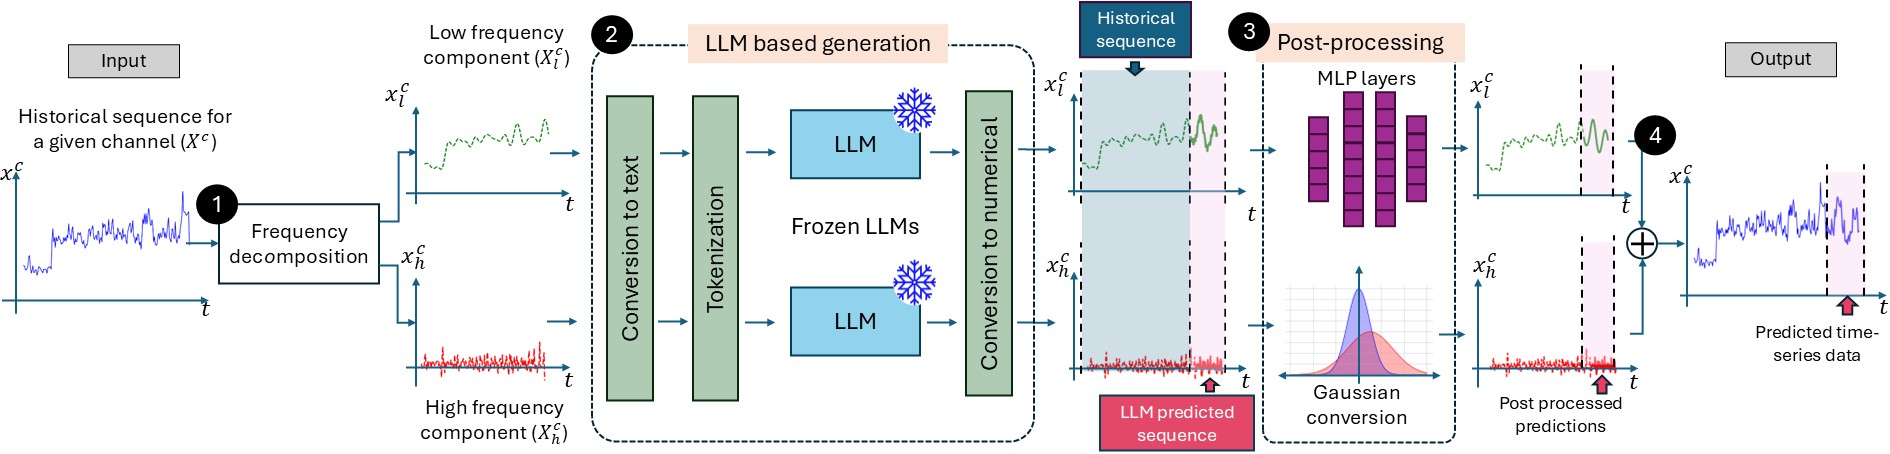 Input
Historical sequence for
a given channel (X^c)
x^c
t
1
Frequency
decomposition
Low frequency
component (X_l^c)
x_l^c
t
x_h^c
t
High frequency
component (X_h^c)
2
LLM based generation
Conversion to text
Tokenization
LLM
Frozen LLMs
LLM
Conversion to numerical
Historical
sequence
x_l^c
t
x_h^c
t
LLM predicted
sequence
3
Post-processing
MLP layers
Gaussian
conversion
x_l^c
t
x_h^c
t
Post processed
predictions
4
Output
x^c
t
Predicted time-
series data